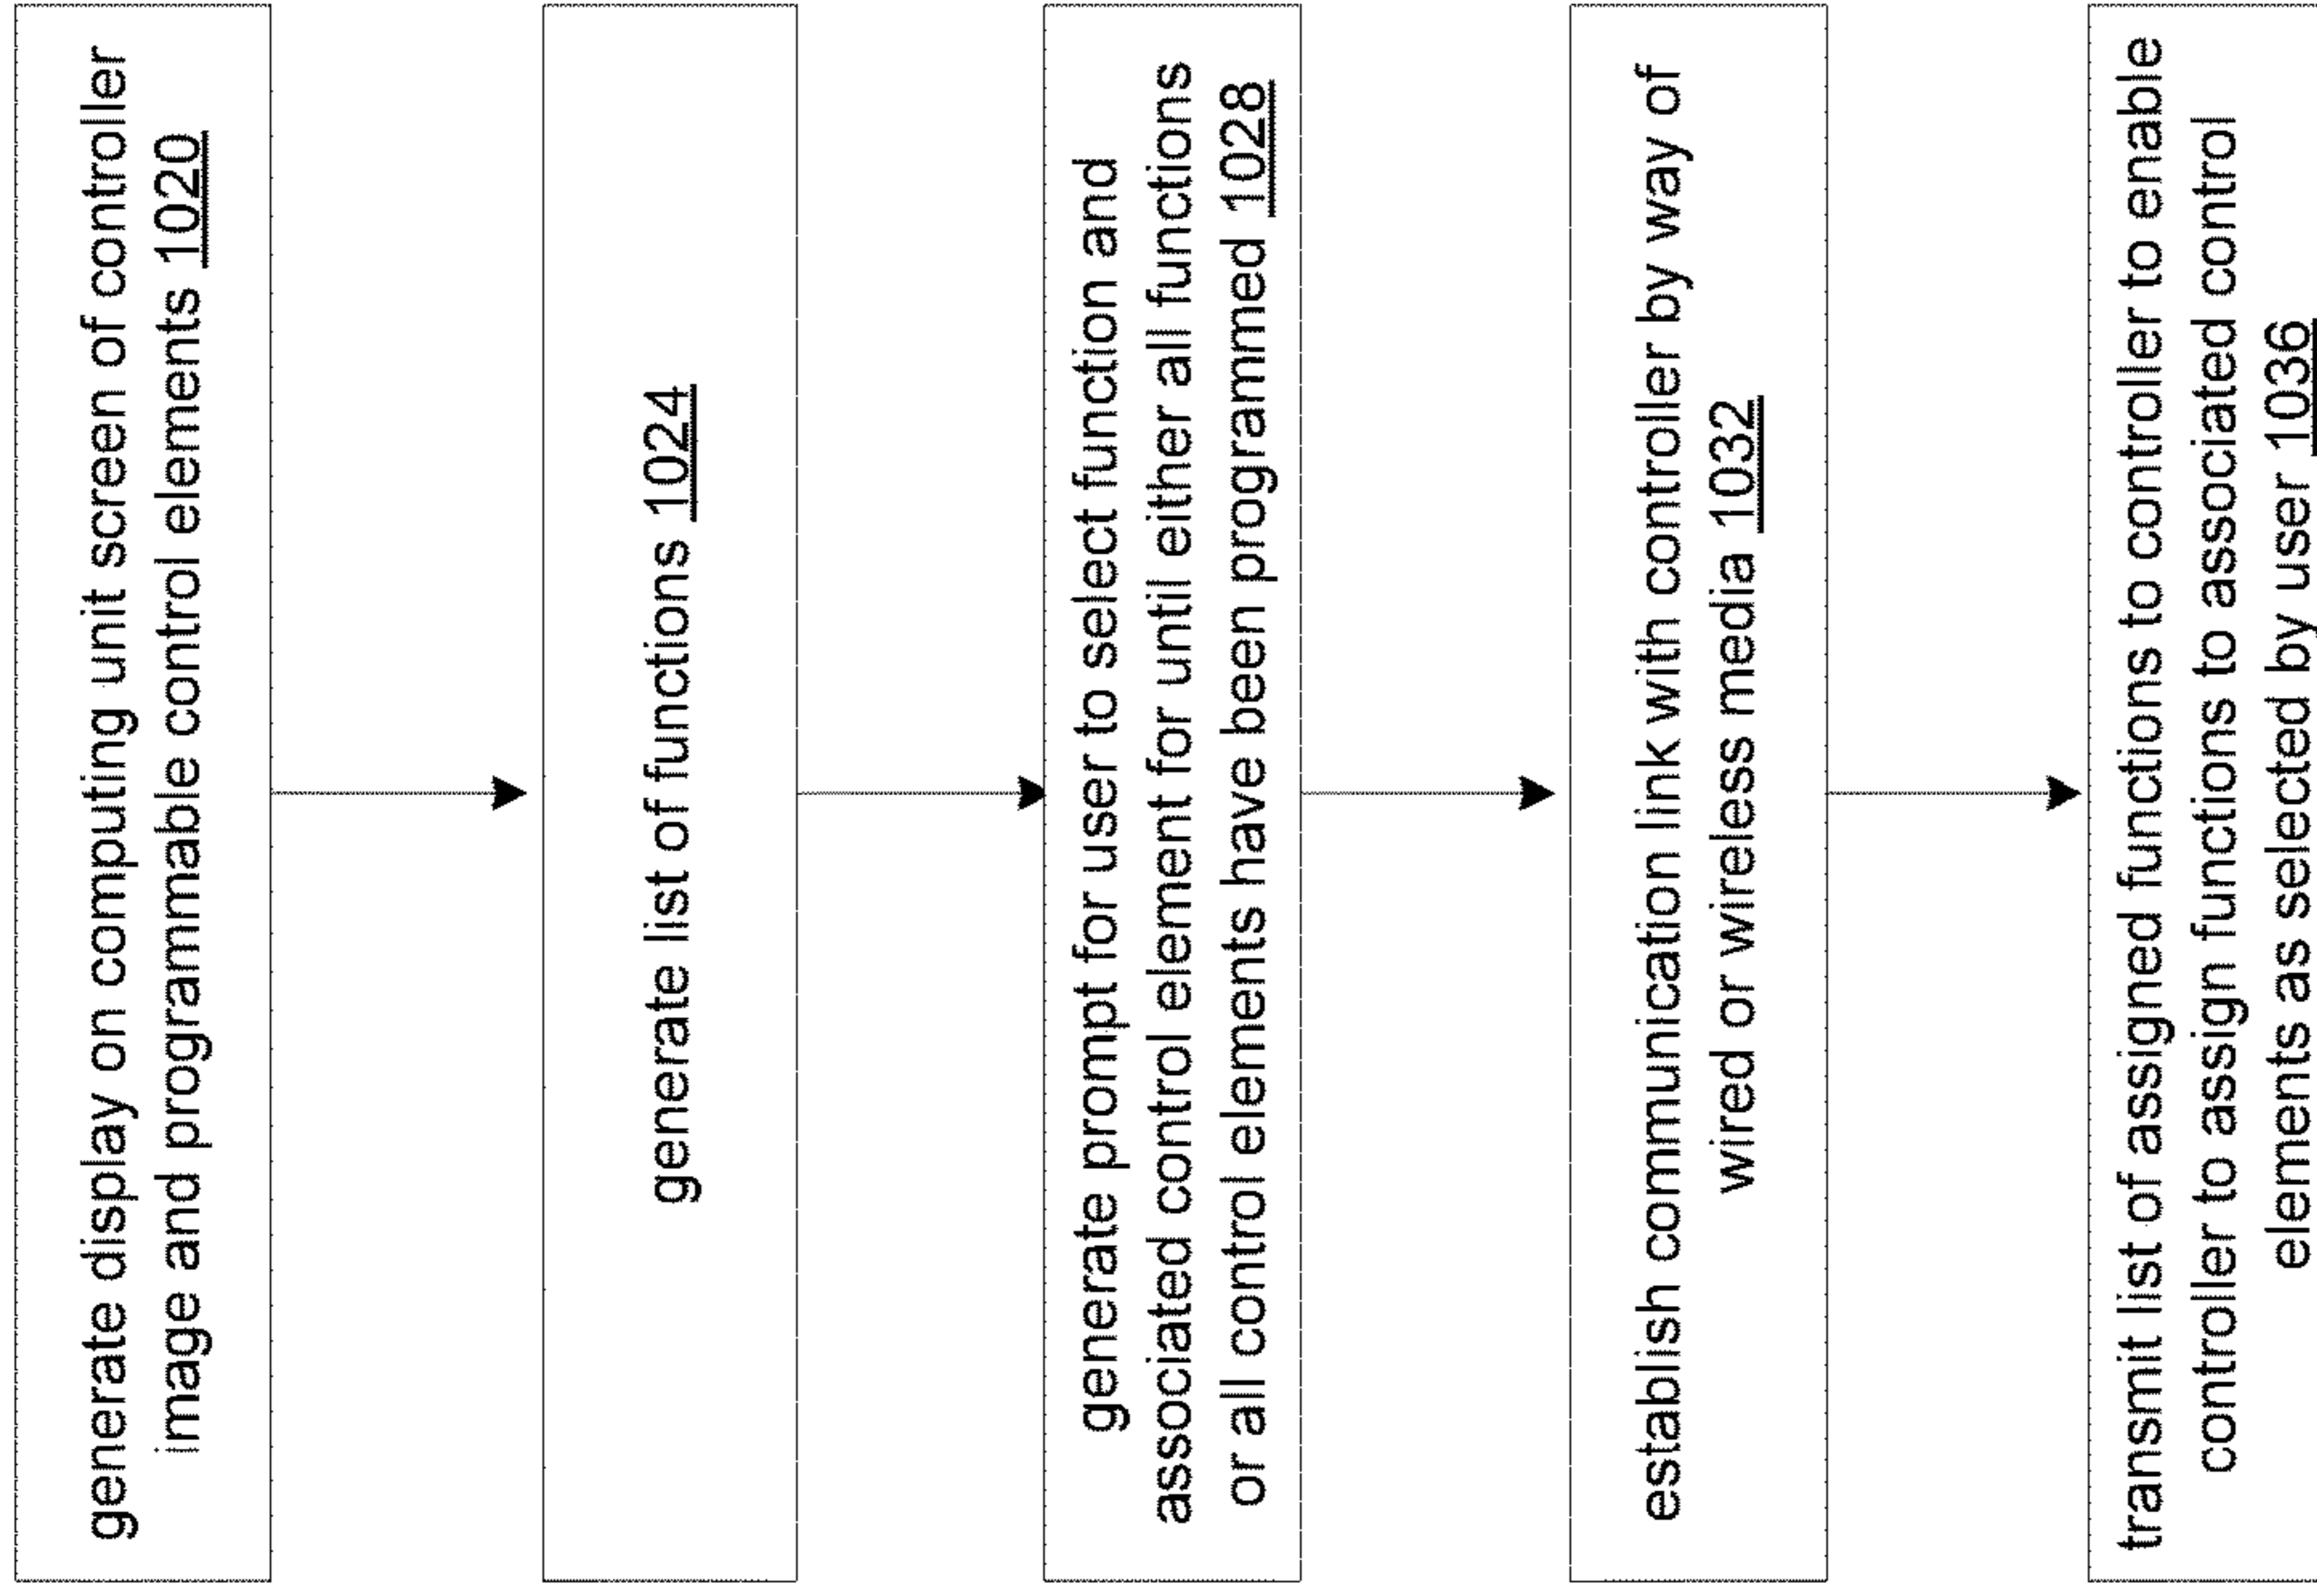 generate display on computing unit screen of controller
image and programmable control elements 1020
generate list of functions 1024
generate prompt for user to select function and
associated control element for until either all functions
or all control elements have been programmed 1028
establish communication link with controller by way of
wired or wireless media 1032
transmit list of assigned functions to controller to enable
controller to assign functions to associated control
elements as selected by user 1036